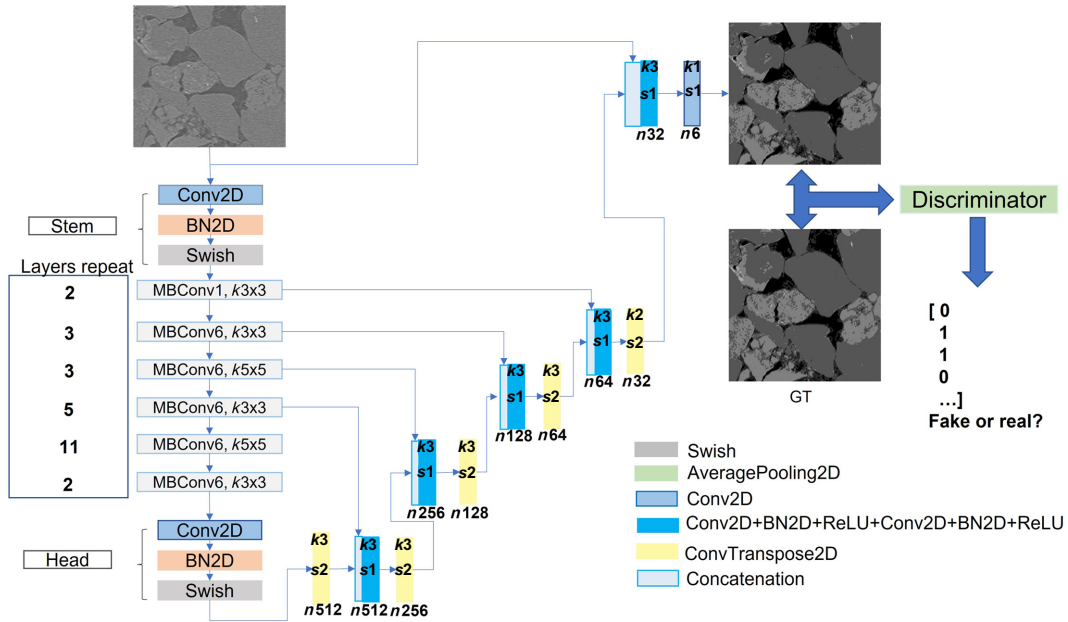 k3
s1
n32
k1
s1
n6
Conv2D
BN2D
Swish
Stem
Discriminator
Layers repeat
2
MBConv1, k3x3
3
MBConv6, k3x3
3
MBConv6, k5x5
5
MBConv6, k3x3
11
MBConv6, k5x5
2
MBConv6, k3x3
k3
s1
n64
k2
s2
n32
k3
s1
n128
k3
s2
n64
k3
s1
n256
k3
s2
n128
Conv2D
BN2D
Swish
Head
k3
s2
n512
k3
s1
n512
k3
s2
n256
GT
[ 0
1
1
0
...]
Fake or real?
Swish
AveragePooling2D
Conv2D
Conv2D+BN2D+ReLU+Conv2D+BN2D+ReLU
ConvTranspose2D
Concatenation